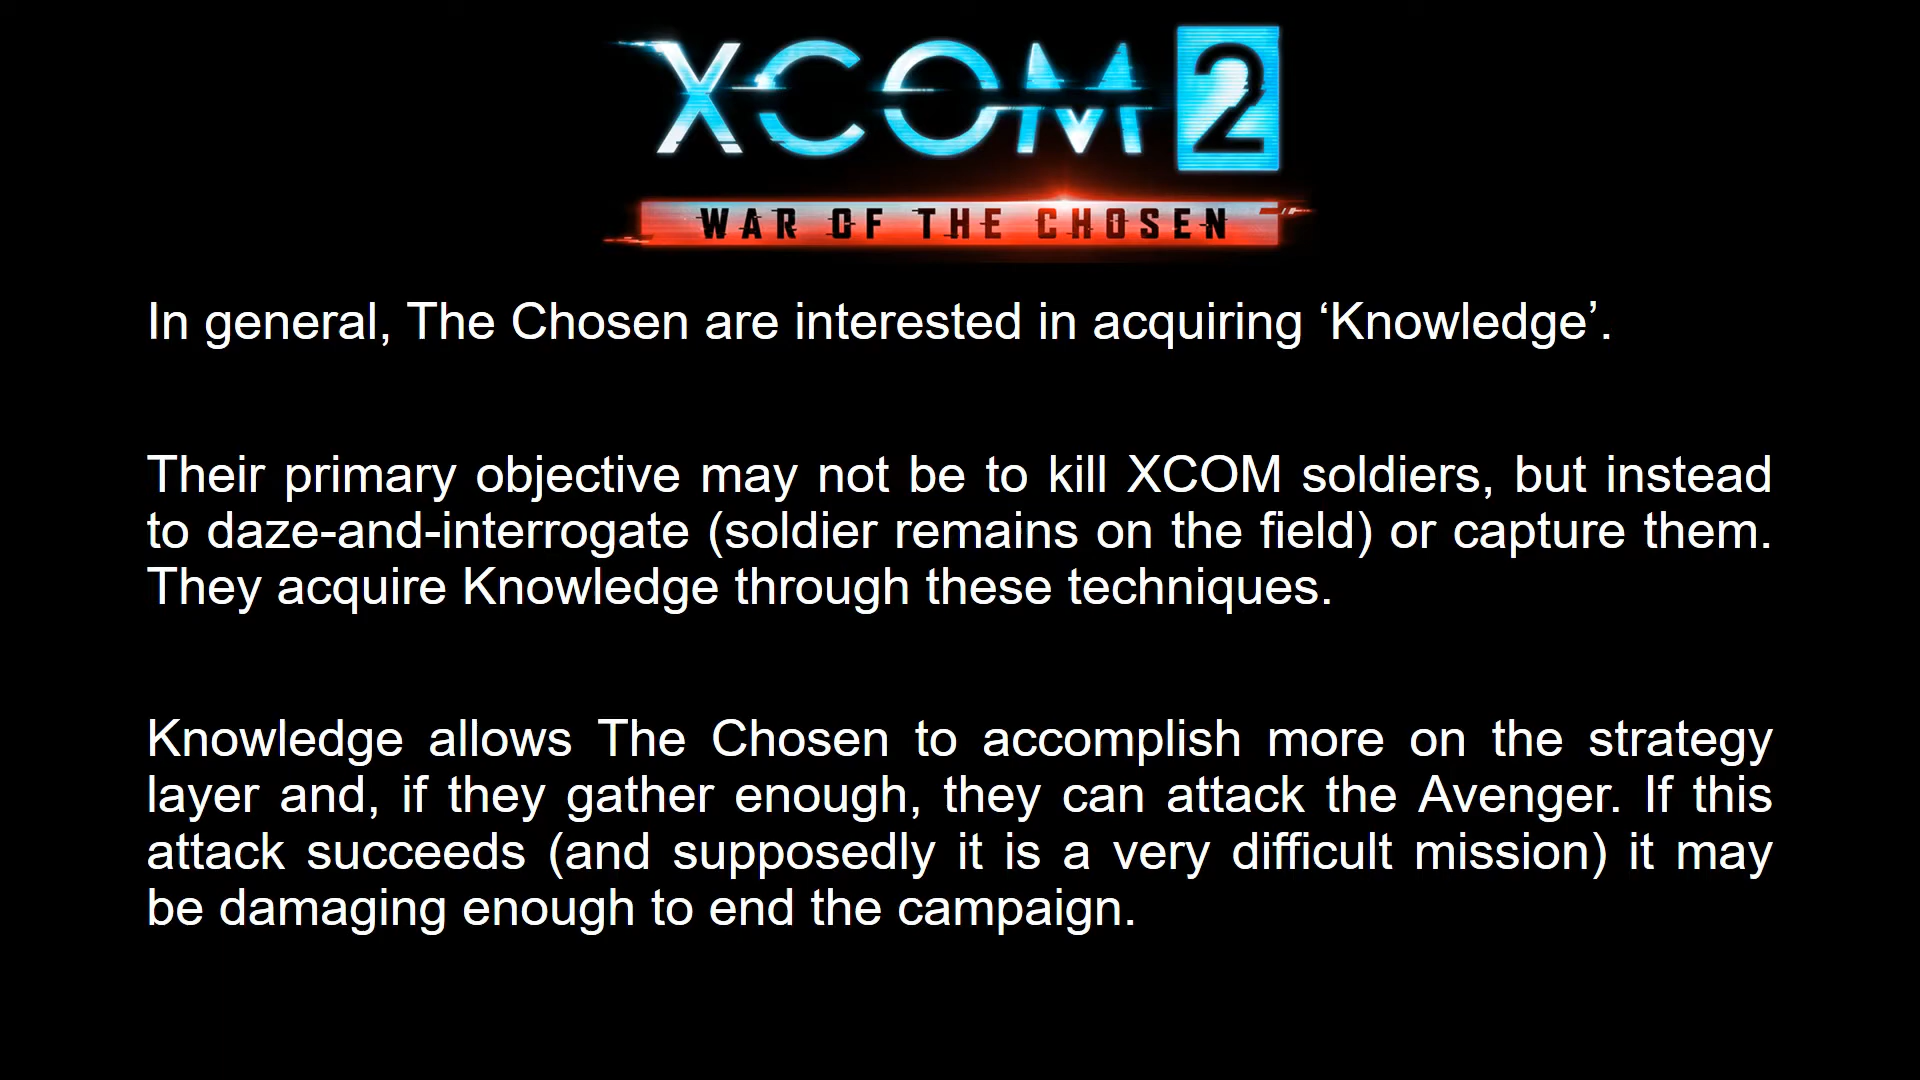 XCOM 2
WAR OF THE CHOSEN
In general, The Chosen are interested in acquiring ‘Knowledge’.
Their primary objective may not be to kill XCOM soldiers, but instead
to daze-and-interrogate (soldier remains on the field) or capture them.
They acquire Knowledge through these techniques.
Knowledge allows The Chosen to accomplish more on the strategy
layer and, if they gather enough, they can attack the Avenger. If this
attack succeeds (and supposedly it is a very difficult mission) it may
be damaging enough to end the campaign.